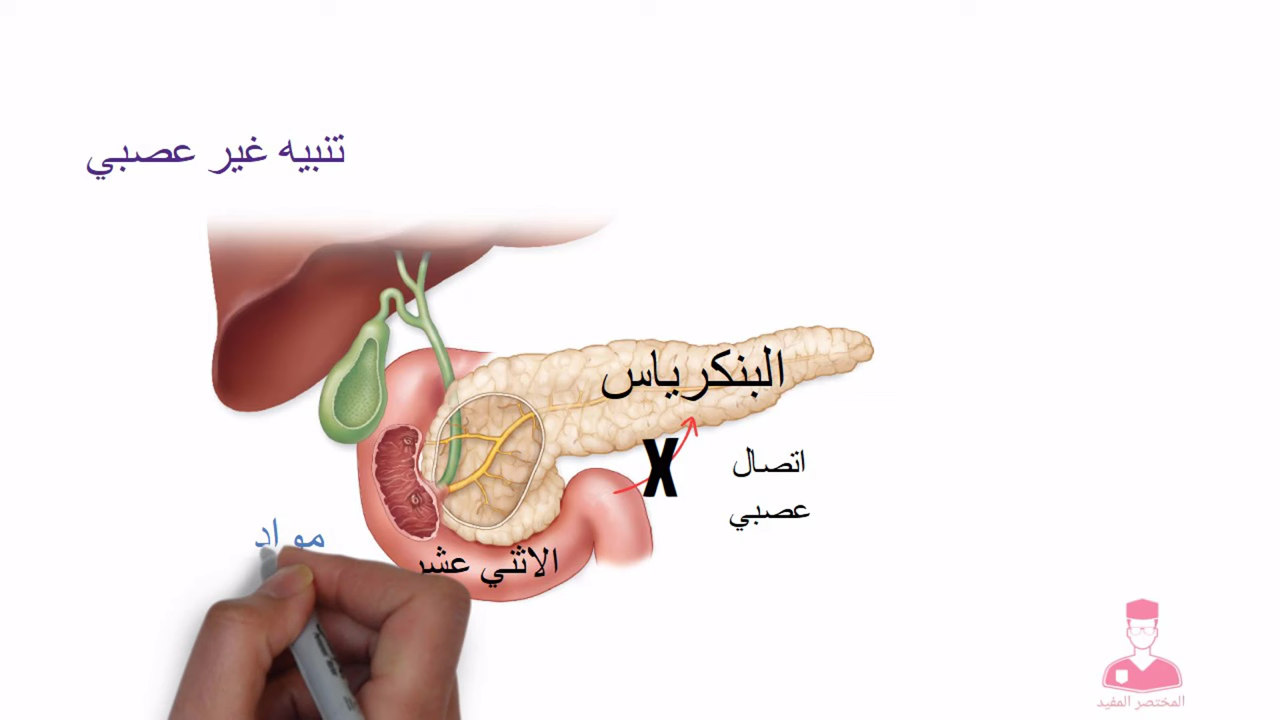 تنبيه غير عصبي
البنكرياس
اتصال
عصبي
مواد
الاثني عشر
المختصر المفيد